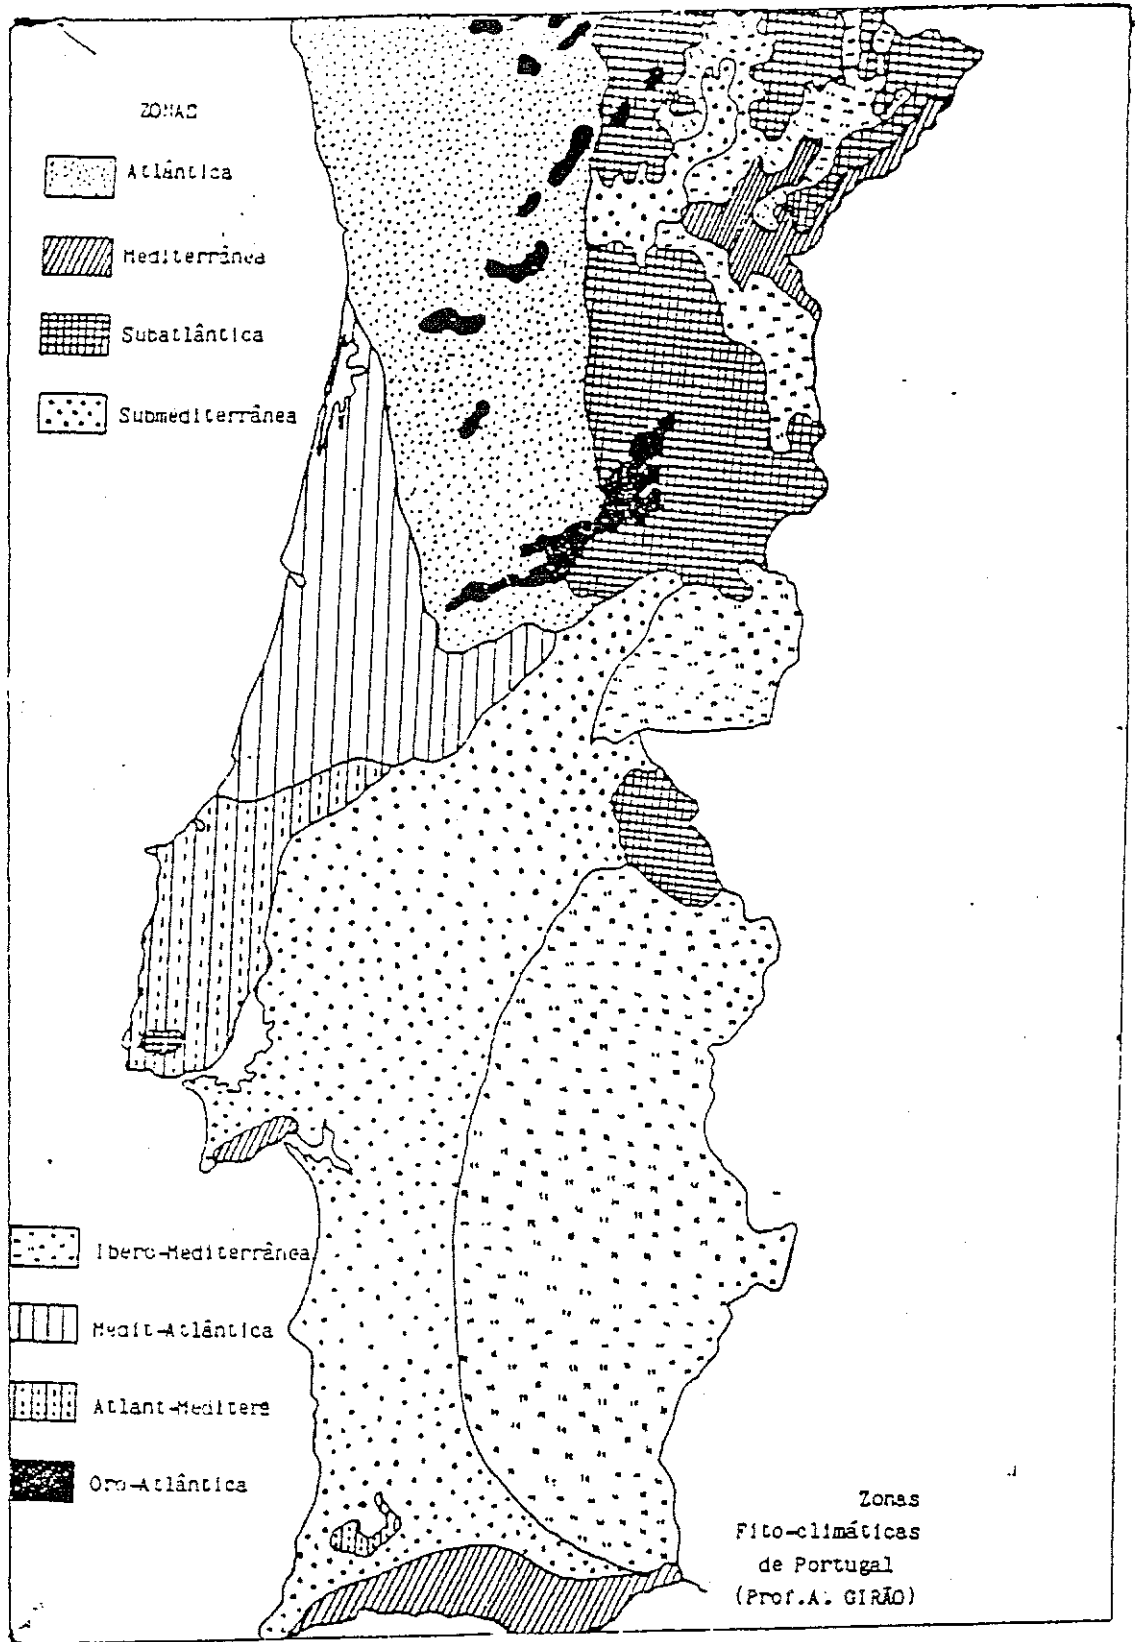 ZONAS
Atlântica
Mediterrânea
Subatlântica
Submediterrânea
Ibero-Mediterrânea
Medit-Atlântica
Atlant-Mediterª
Oro-Atlântica
Zonas
Fito-climáticas
de Portugal
(Prof.A. GIRÃO)